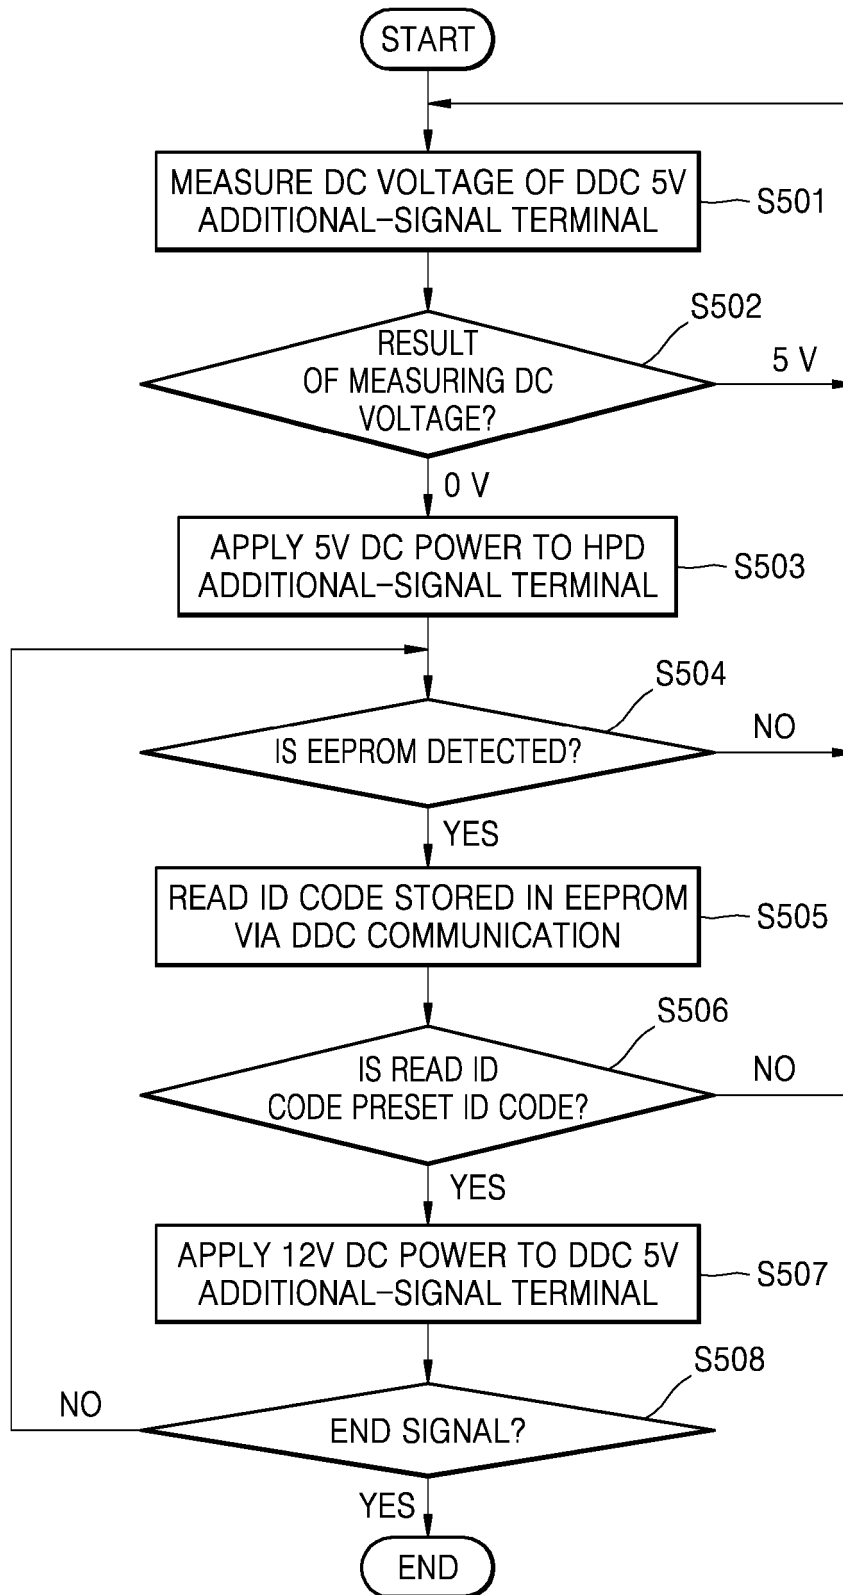 START
MEASURE DC VOLTAGE OF DDC 5V
ADDITIONAL-SIGNAL TERMINAL
S501
S502
RESULT
OF MEASURING DC
VOLTAGE?
5 V
0 V
APPLY 5V DC POWER TO HPD
ADDITIONAL-SIGNAL TERMINAL
S503
S504
IS EEPROM DETECTED?
NO
YES
READ ID CODE STORED IN EEPROM
VIA DDC COMMUNICATION
S505
S506
IS READ ID
CODE PRESET ID CODE?
NO
YES
APPLY 12V DC POWER TO DDC 5V
ADDITIONAL-SIGNAL TERMINAL
S507
S508
NO
END SIGNAL?
YES
END